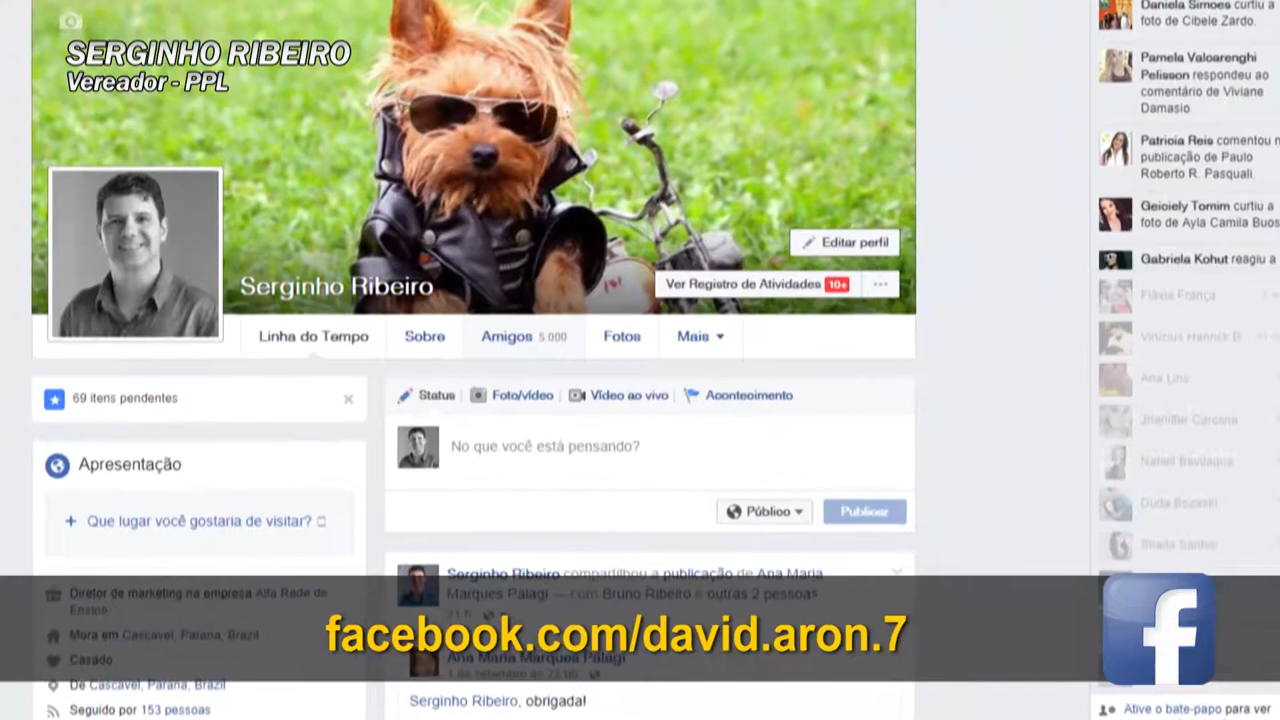 SERGINHO RIBEIRO
Vereador - PPL
Serginho Ribeiro
Editar perfil
Ver Registro de Atividades 10+
Linha do Tempo
Sobre
Amigos 5.000
Fotos
Mais
69 itens pendentes
Apresentação
+ Que lugar você gostaria de visitar?
Diretor de marketing na empresa Alfa Rede de
Ensino.
Mora em Cascavel, Parana, Brazil
Casado
De Cascavel, Parana, Brazil
Seguido por 153 pessoas
Status
Foto/vídeo
Vídeo ao vivo
Acontecimento
No que você está pensando?
Público
Publicar
Serginho Ribeiro compartilhou a publicação de Ana Maria
Marques Palagi — com Bruno Ribeiro e outras 2 pessoas
facebook.com/david.aron.7
Ana Maria Marques Palagi
Serginho Ribeiro, obrigada!
Daniela Simoes curtiu a
foto de Cibele Zardo.
Pamela Valoarenghi
Pelisson respondeu ao
comentário de Viviane
Damasio
Patricia Reis comentou n
publicação de Paulo
Roberto R. Pasquali.
Geioiely Tomim curtiu a
foto de Ayla Camila Buos
Gabriela Kohut reagiu a
Flávia França
Ana Lins
Jheniffer Caroline
Ative o bate-papo para ver